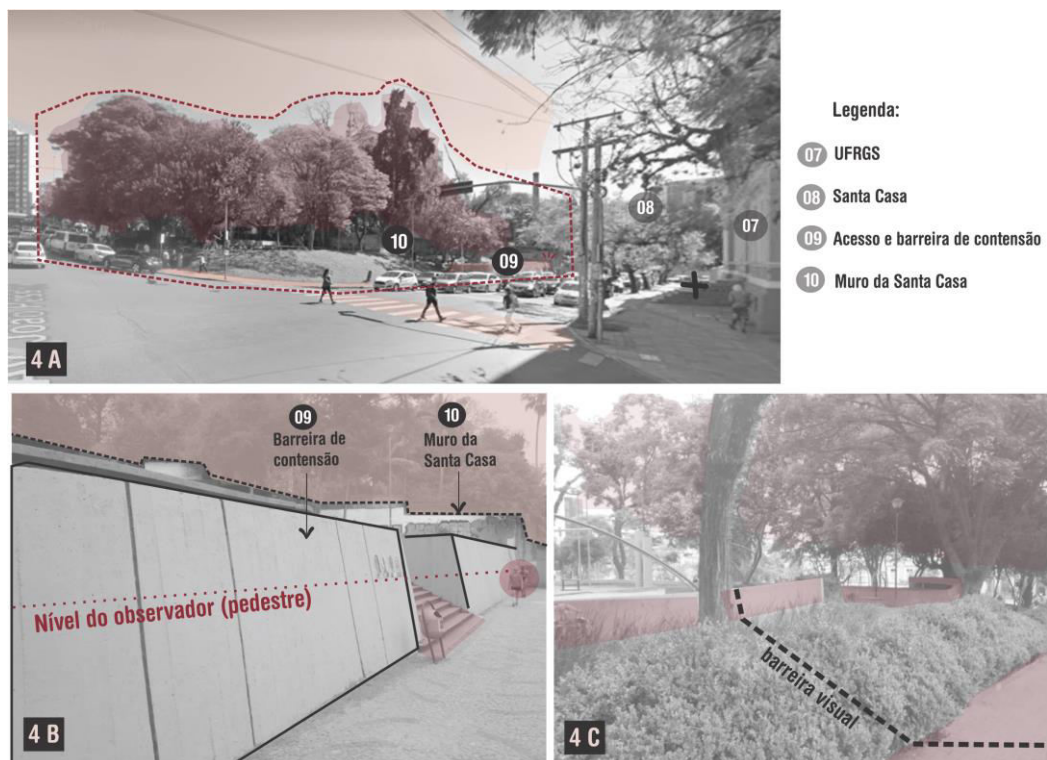 Legenda:
07 UFRGS
08 Santa Casa
09 Acesso e barreira de contensão
10 Muro da Santa Casa
08
07
10
09
4 A
09
Barreira de
contensão
10
Muro da
Santa Casa
Nível do observador (pedestre)
4 B
barreira visual
4 C